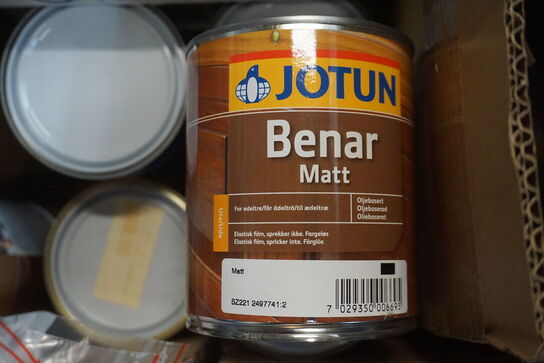 JOTUN
Benar
Matt
For edeltre/för ädelträ/til ædeltræ
Oljebasert
Oljebaserad
Oliebaseret
Elastisk film, sprekker ikke. Fargeløs
Elastisk film, spricker inte. Färglös
Matt
SZ221 2497741:2
7 029350 006695